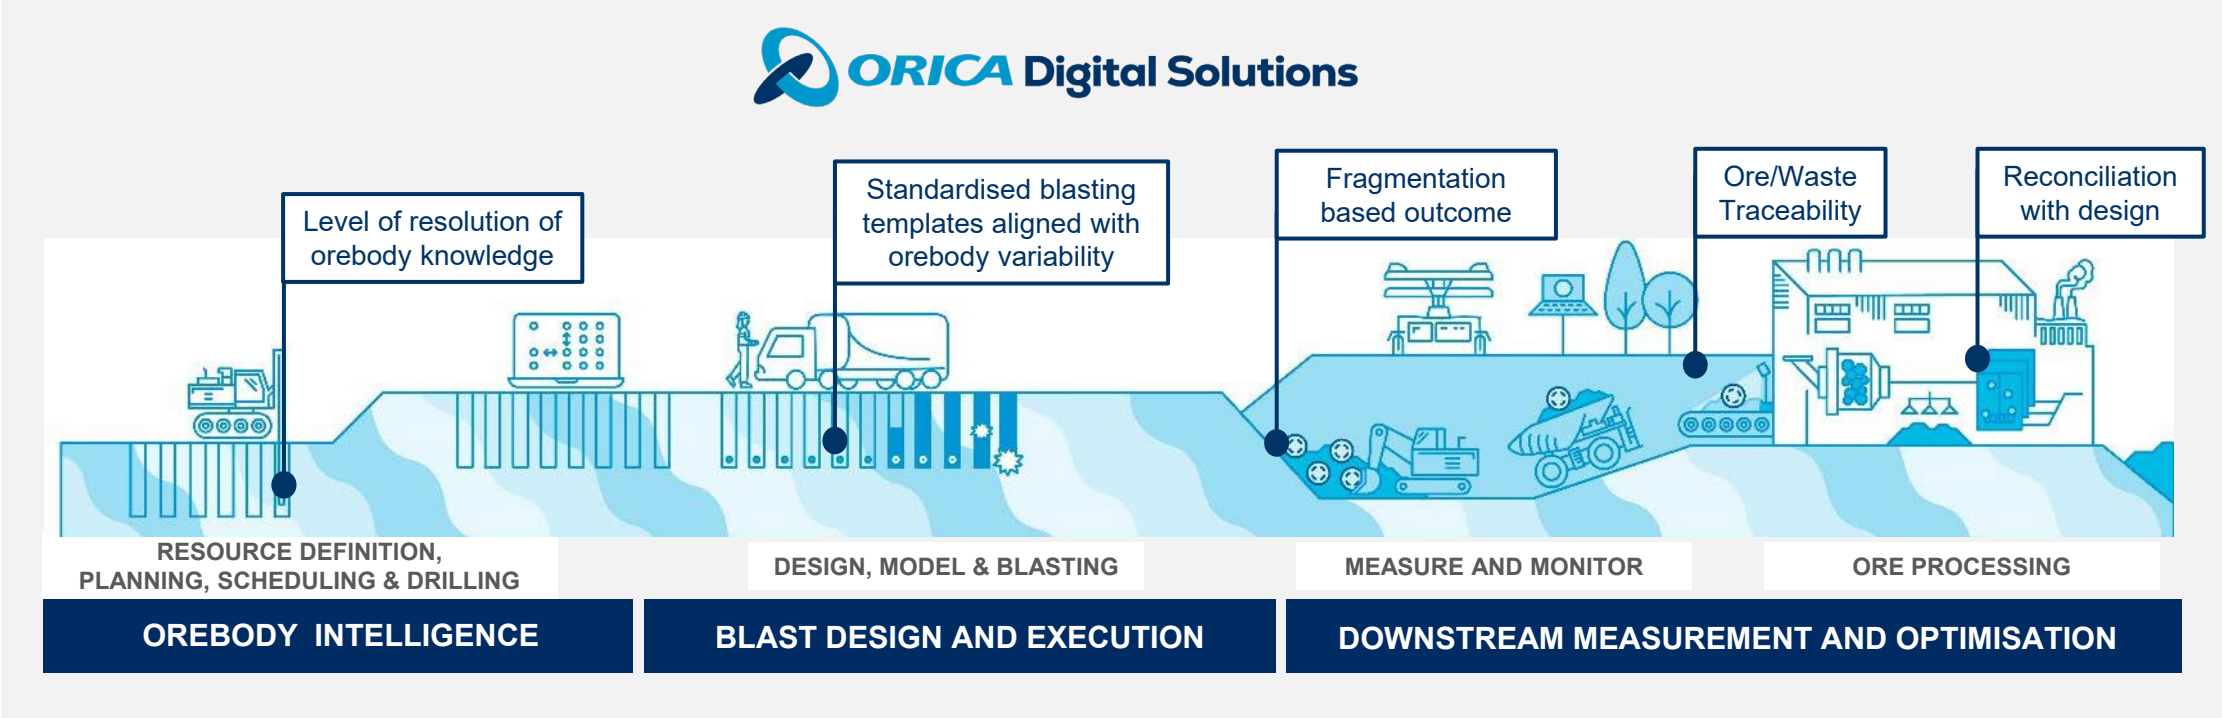 ORICA Digital Solutions
Level of resolution of
orebody knowledge
Standardised blasting
templates aligned with
orebody variability
Fragmentation
based outcome
Ore/Waste
Traceability
Reconciliation
with design
RESOURCE DEFINITION,
PLANNING, SCHEDULING & DRILLING
DESIGN, MODEL & BLASTING
MEASURE AND MONITOR
ORE PROCESSING
OREBODY INTELLIGENCE
BLAST DESIGN AND EXECUTION
DOWNSTREAM MEASUREMENT AND OPTIMISATION